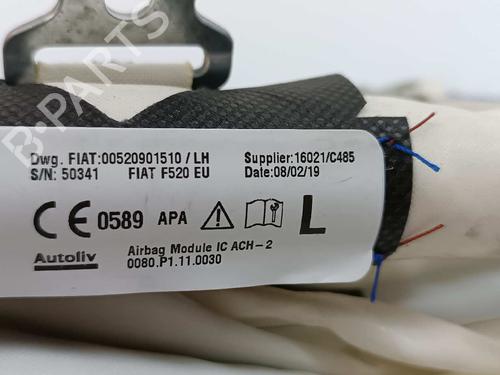 B-PARTS
Dwg. FIAT:00520901510 / LH Supplier:16021/C485
S/N: 50341 FIAT F520 EU Date:08/02/19
CE 0589 APA L
Autoliv Airbag Module IC ACH-2
0080.P1.11.0030